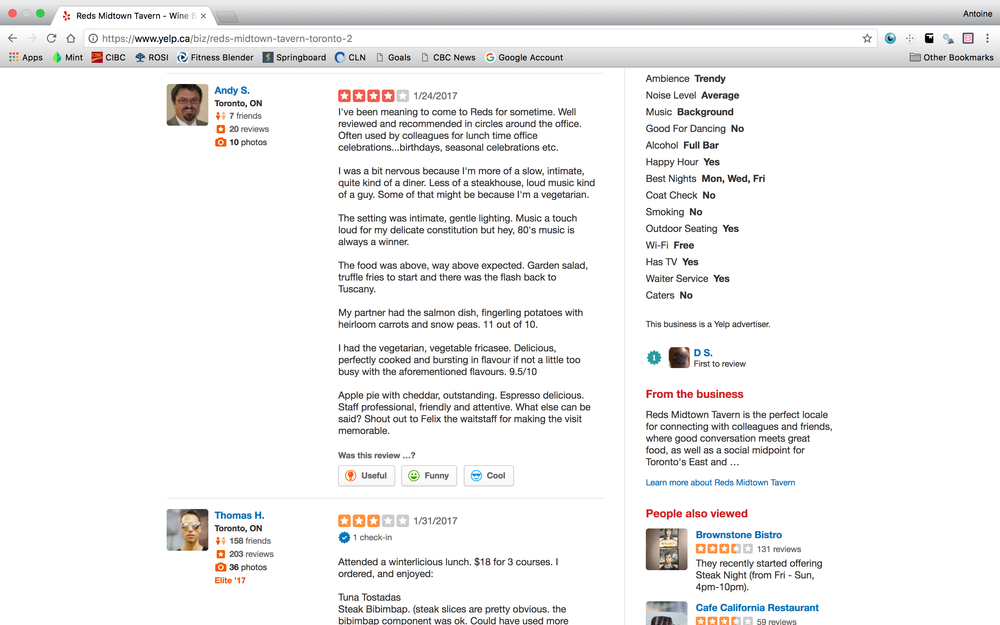 Reds Midtown Tavern - Wine B
Antoine
https://www.yelp.ca/biz/reds-midtown-tavern-toronto-2
Apps
Mint
CIBC
CIBC
ROSI
Fitness Blender
Springboard
CLN
Goals
CBC News
Google Account
Other Bookmarks
Andy S.
Toronto, ON
7 friends
20 reviews
10 photos
1/24/2017
I've been meaning to come to Reds for sometime. Well
reviewed and recommended in circles around the office.
Often used by colleagues for lunch time office
celebrations...birthdays, seasonal celebrations etc.
I was a bit nervous because I'm more of a slow, intimate,
quite kind of a diner. Less of a steakhouse, loud music kind
of a guy. Some of that might be because I'm a vegetarian.
The setting was intimate, gentle lighting. Music a touch
loud for my delicate constitution but hey, 80's music is
always a winner.
The food was above, way above expected. Garden salad,
truffle fries to start and there was the flash back to
Tuscany.
My partner had the salmon dish, fingerling potatoes with
heirloom carrots and snow peas. 11 out of 10.
I had the vegetarian, vegetable fricasee. Delicious,
perfectly cooked and bursting in flavour if not a little too
busy with the aforementioned flavours. 9.5/10
Apple pie with cheddar, outstanding. Espresso delicious.
Staff professional, friendly and attentive. What else can be
said? Shout out to Felix the waitstaff for making the visit
memorable.
Was this review ...?
Useful
Funny
Cool
Thomas H.
Toronto, ON
158 friends
203 reviews
36 photos
Elite '17
1/31/2017
1 check-in
Attended a winterlicious lunch. $18 for 3 courses. I
ordered, and enjoyed:
Tuna Tostadas
Steak Bibimbap. (steak slices are pretty obvious. the
bibimbap component was ok. Could have used more
Ambience Trendy
Noise Level Average
Music Background
Good For Dancing No
Alcohol Full Bar
Happy Hour Yes
Best Nights Mon, Wed, Fri
Coat Check No
Smoking No
Outdoor Seating Yes
Wi-Fi Free
Has TV Yes
Waiter Service Yes
Caters No
This business is a Yelp advertiser.
1
D S.
First to review
From the business
Reds Midtown Tavern is the perfect locale
for connecting with colleagues and friends,
where good conversation meets great
food, as well as a social midpoint for
Toronto's East and ...
Learn more about Reds Midtown Tavern
People also viewed
Brownstone Bistro
131 reviews
They recently started offering
Steak Night (from Fri - Sun,
4pm-10pm).
Cafe California Restaurant
59 reviews